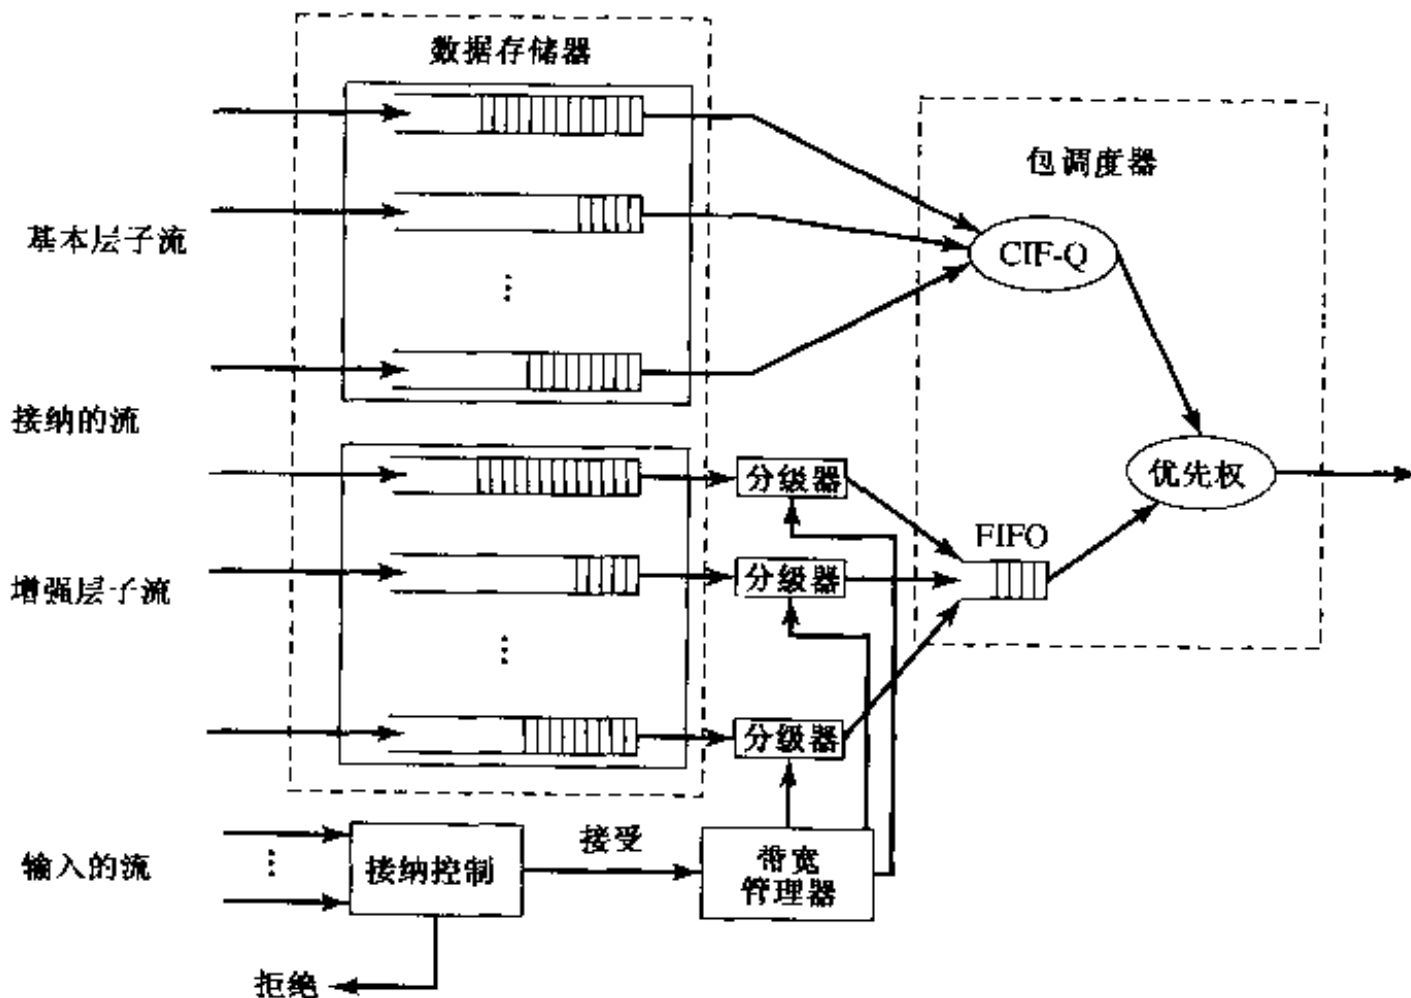 数据存储器
包调度器
基本层子流
CIF-Q
接纳的流
分级器
优先权
FIFO
增强层子流
分级器
分级器
输入的流
接纳控制
接受
带宽
管理器
拒绝